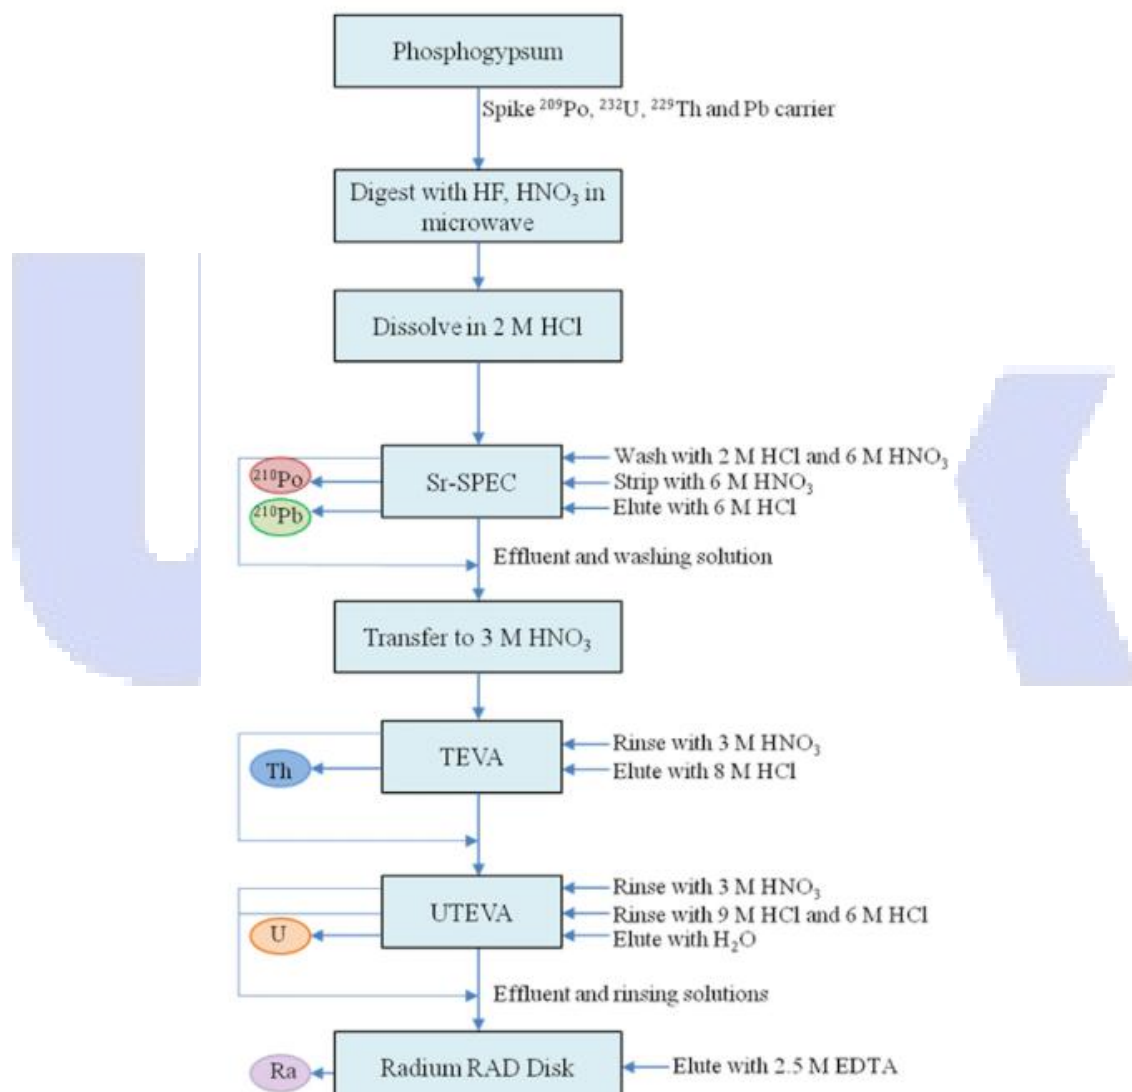 Phosphogypsum
Spike ²⁰⁹Po, ²³²U, ²²⁹Th and Pb carrier
Digest with HF, HNO₃ in
microwave
Dissolve in 2 M HCl
Sr-SPEC
Wash with 2 M HCl and 6 M HNO₃
Strip with 6 M HNO₃
Elute with 6 M HCl
²¹⁰Po
²¹⁰Pb
Effluent and washing solution
Transfer to 3 M HNO₃
TEVA
Rinse with 3 M HNO₃
Elute with 8 M HCl
Th
UTEVA
Rinse with 3 M HNO₃
Rinse with 9 M HCl and 6 M HCl
Elute with H₂O
U
Effluent and rinsing solutions
Radium RAD Disk
Elute with 2.5 M EDTA
Ra